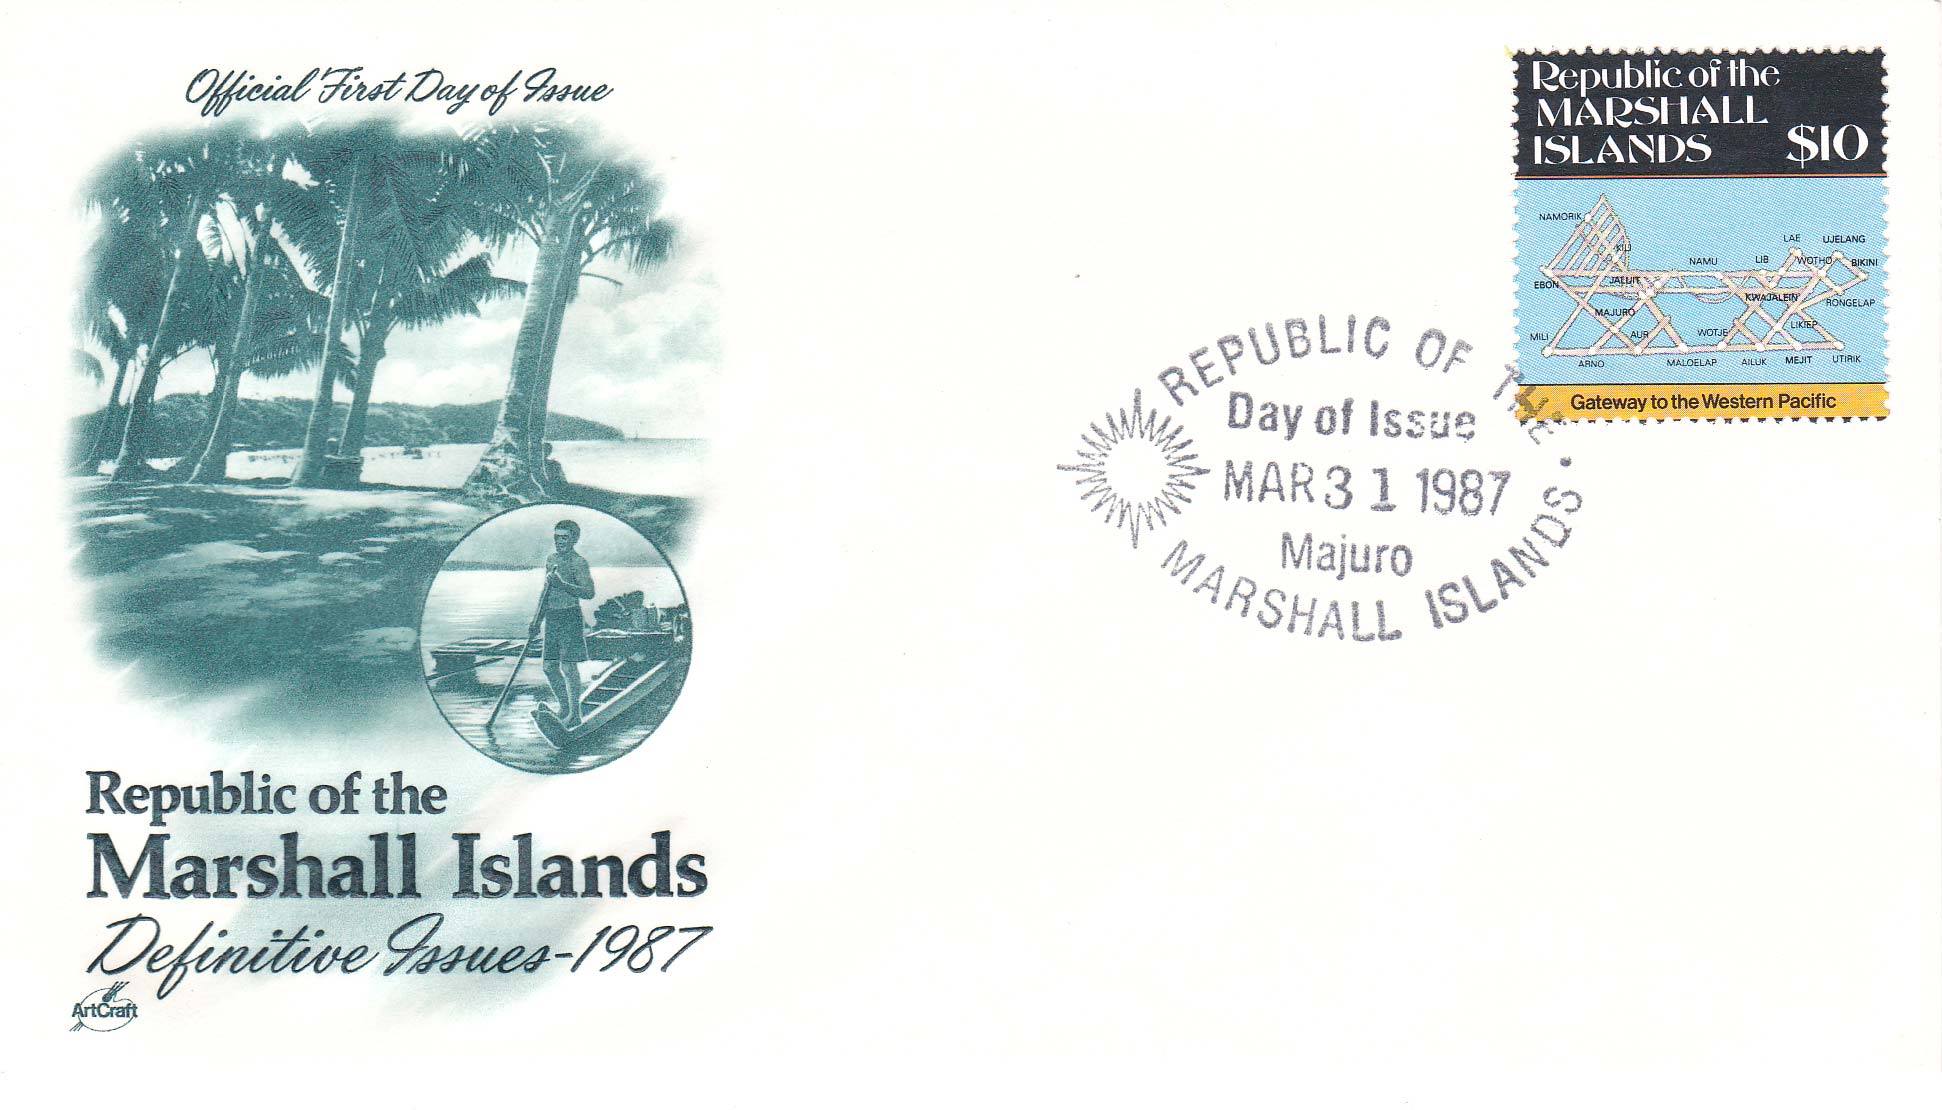 Official First Day of Issue
Republic of the
Marshall Islands
Definitive Issues-1987
ArtCraft
Republic of the
MARSHALL
ISLANDS $10
NAMORIK
KILI
LAE UJELANG
NAMU LIB WOTHO BIKINI
EBON JALUIT
KWAJALEIN RONGELAP
MAJURO
LIKIEP
MILI AUR WOTJE
ARNO MALOELAP AILUK MEJIT UTIRIK
Gateway to the Western Pacific
REPUBLIC OF THE
Day of Issue
MAR 31 1987
Majuro
MARSHALL ISLANDS.